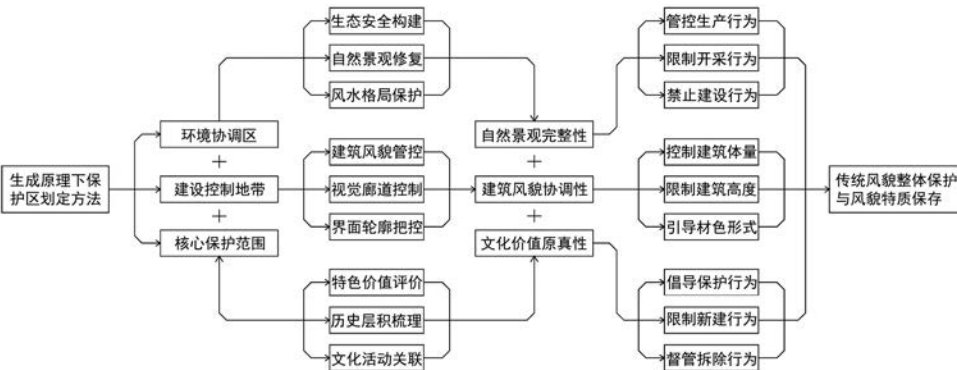 生成原理下保
护区划定方法
环境协调区
+
建设控制地带
+
核心保护范围
生态安全构建
自然景观修复
风水格局保护
建筑风貌管控
视觉廊道控制
界面轮廓把控
特色价值评价
历史层积梳理
文化活动关联
自然景观完整性
+
建筑风貌协调性
+
文化价值原真性
管控生产行为
限制开采行为
禁止建设行为
控制建筑体量
限制建筑高度
引导材色形式
倡导保护行为
限制新建行为
督管拆除行为
传统风貌整体保护
与风貌特质保存